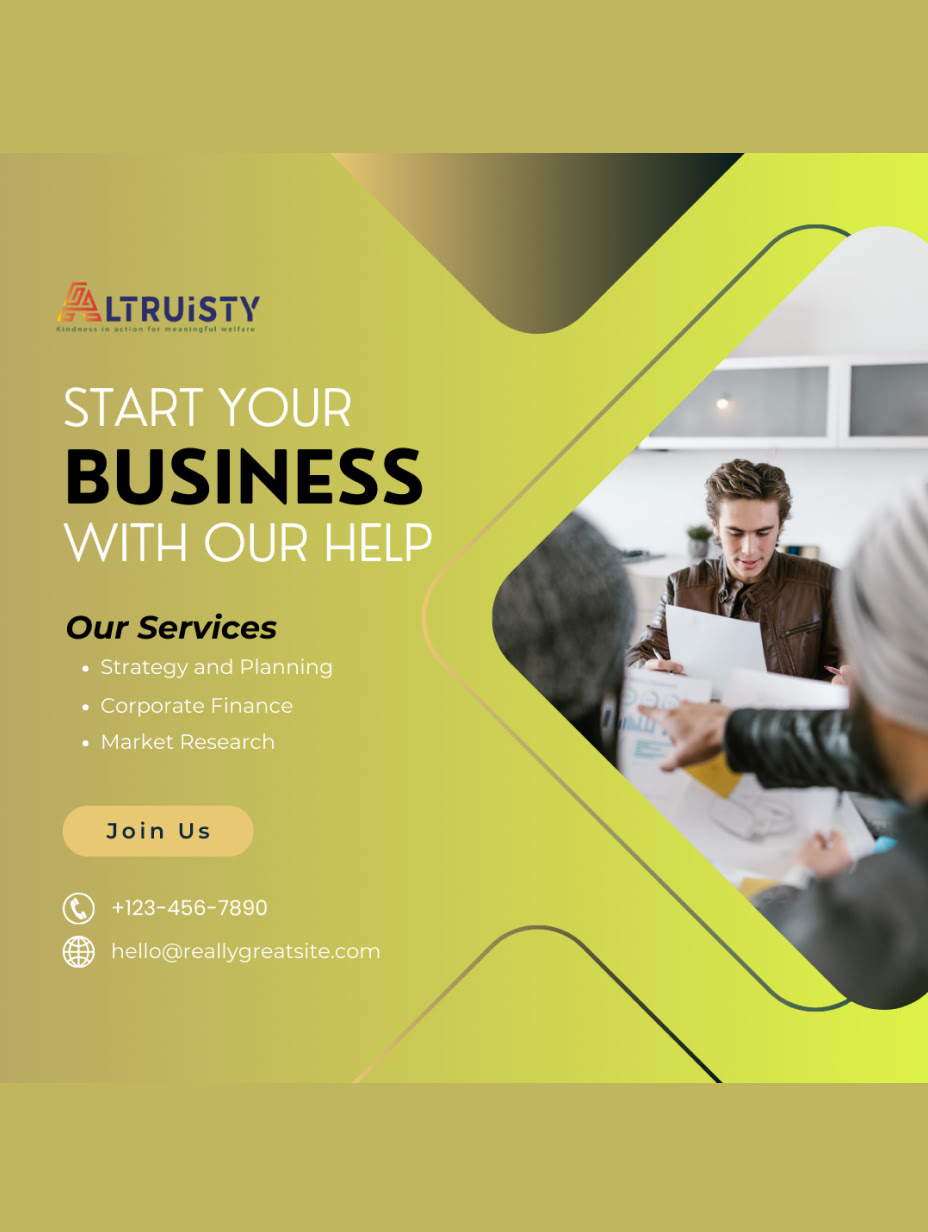 ALTRUiSTY
Kindness in action for meaningful welfare
START YOUR
BUSINESS
WITH OUR HELP
Our Services
• Strategy and Planning
• Corporate Finance
• Market Research
Join Us
+123-456-7890
hello@reallygreatsite.com